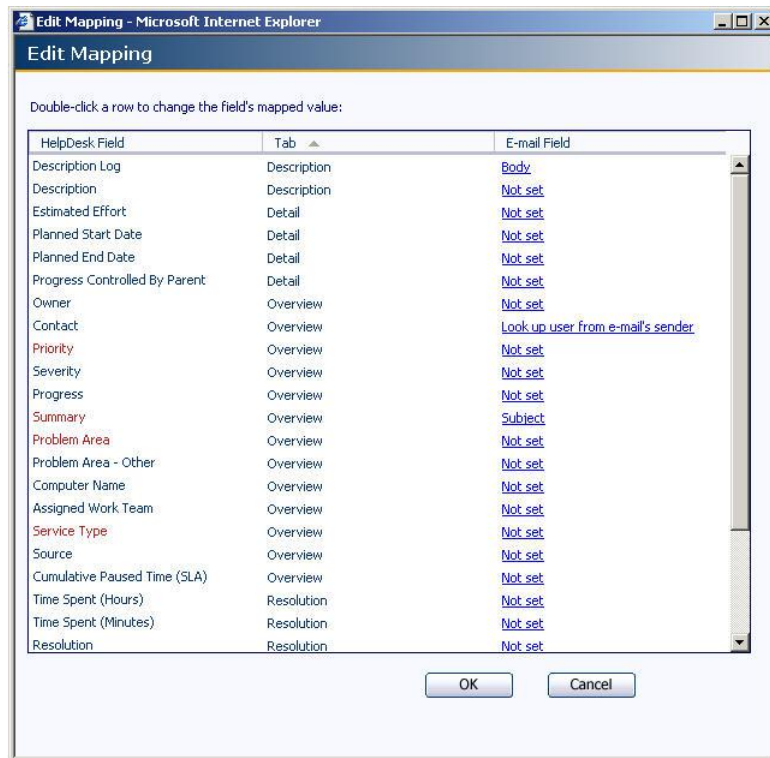 Edit Mapping - Microsoft Internet Explorer
Edit Mapping
Double-click a row to change the field's mapped value:
HelpDesk Field Tab E-mail Field
Description Log Description Body
Description Description Not set
Estimated Effort Detail Not set
Planned Start Date Detail Not set
Planned End Date Detail Not set
Progress Controlled By Parent Detail Not set
Owner Overview Not set
Contact Overview Look up user from e-mail's sender
Priority Overview Not set
Severity Overview Not set
Progress Overview Not set
Summary Overview Subject
Problem Area Overview Not set
Problem Area - Other Overview Not set
Computer Name Overview Not set
Assigned Work Team Overview Not set
Service Type Overview Not set
Source Overview Not set
Cumulative Paused Time (SLA) Overview Not set
Time Spent (Hours) Resolution Not set
Time Spent (Minutes) Resolution Not set
Resolution Resolution Not set
OK Cancel